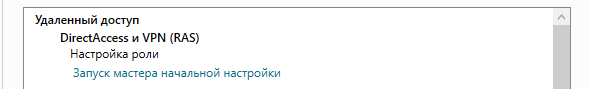 Удаленный доступ
DirectAccess и VPN (RAS)
Настройка роли
Запуск мастера начальной настройки